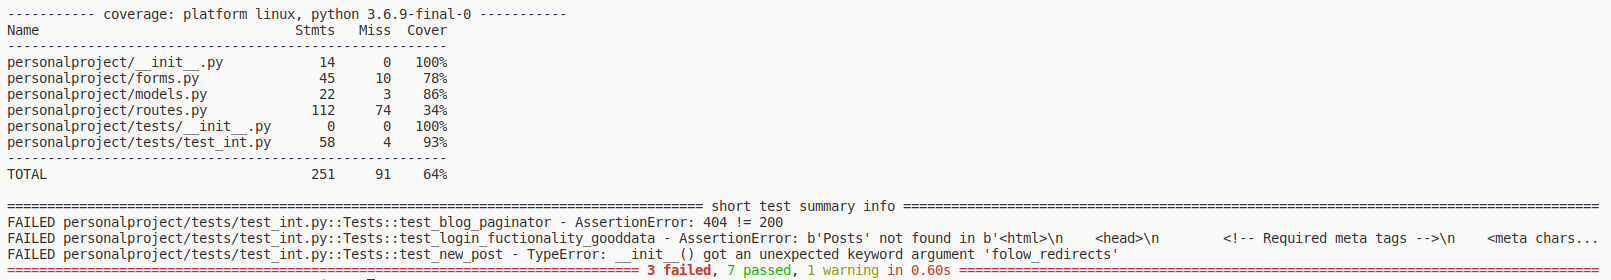 ----------- coverage: platform linux, python 3.6.9-final-0 -----------
Name                                Stmts   Miss  Cover
-------------------------------------------------------
personalproject/__init__.py            14      0   100%
personalproject/forms.py               45     10    78%
personalproject/models.py              22      3    86%
personalproject/routes.py             112     74    34%
personalproject/tests/__init__.py       0      0   100%
personalproject/tests/test_int.py      58      4    93%
-------------------------------------------------------
TOTAL                                 251     91    64%
======================================================================================= short test summary info =======================================================================================
FAILED personalproject/tests/test_int.py::Tests::test_blog_paginator - AssertionError: 404 != 200
FAILED personalproject/tests/test_int.py::Tests::test_login_fuctionality_gooddata - AssertionError: b'Posts' not found in b'<html>\n    <head>\n        <!-- Required meta tags -->\n    <meta chars...
FAILED personalproject/tests/test_int.py::Tests::test_new_post - TypeError: __init__() got an unexpected keyword argument 'folow_redirects'
=============================================================================== 3 failed, 7 passed, 1 warning in 0.60s ================================================================================